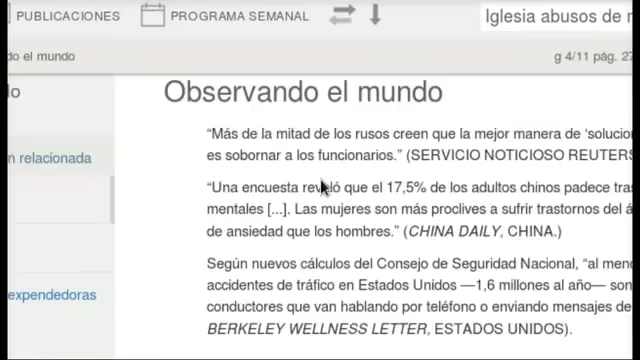 PUBLICACIONES PROGRAMA SEMANAL Iglesia abusos de
do el mundo g 4/11 pág.
lo
Observando el mundo
“Más de la mitad de los rusos creen que la mejor manera de ‘solucion
n relacionada
es sobornar a los funcionarios.” (SERVICIO NOTICIOSO REUTERS
“Una encuesta reveló que el 17,5% de los adultos chinos padece tras
mentales [...]. Las mujeres son más proclives a sufrir trastornos del á
de ansiedad que los hombres.” (CHINA DAILY, CHINA.)
Según nuevos cálculos del Consejo de Seguridad Nacional, “al menos
expendedoras
accidentes de tráfico en Estados Unidos —1,6 millones al año— son
conductores que van hablando por teléfono o enviando mensajes de
BERKELEY WELLNESS LETTER, ESTADOS UNIDOS).